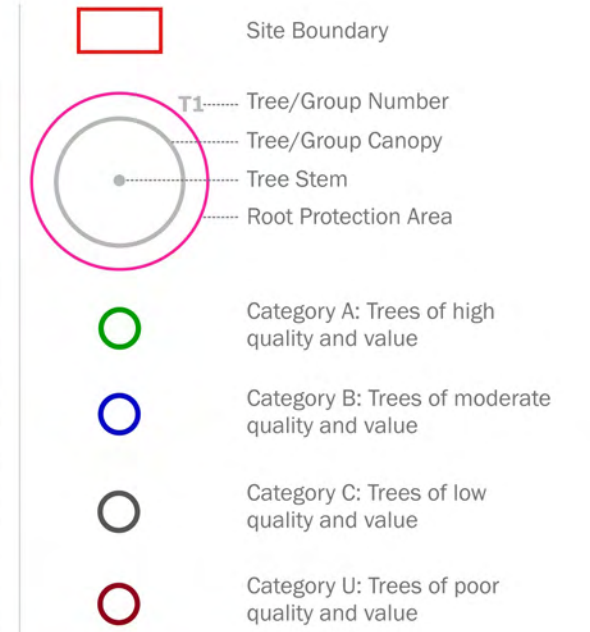 Site Boundary
T1
Tree/Group Number
Tree/Group Canopy
Tree Stem
Root Protection Area
Category A: Trees of high
quality and value
Category B: Trees of moderate
quality and value
Category C: Trees of low
quality and value
Category U: Trees of poor
quality and value